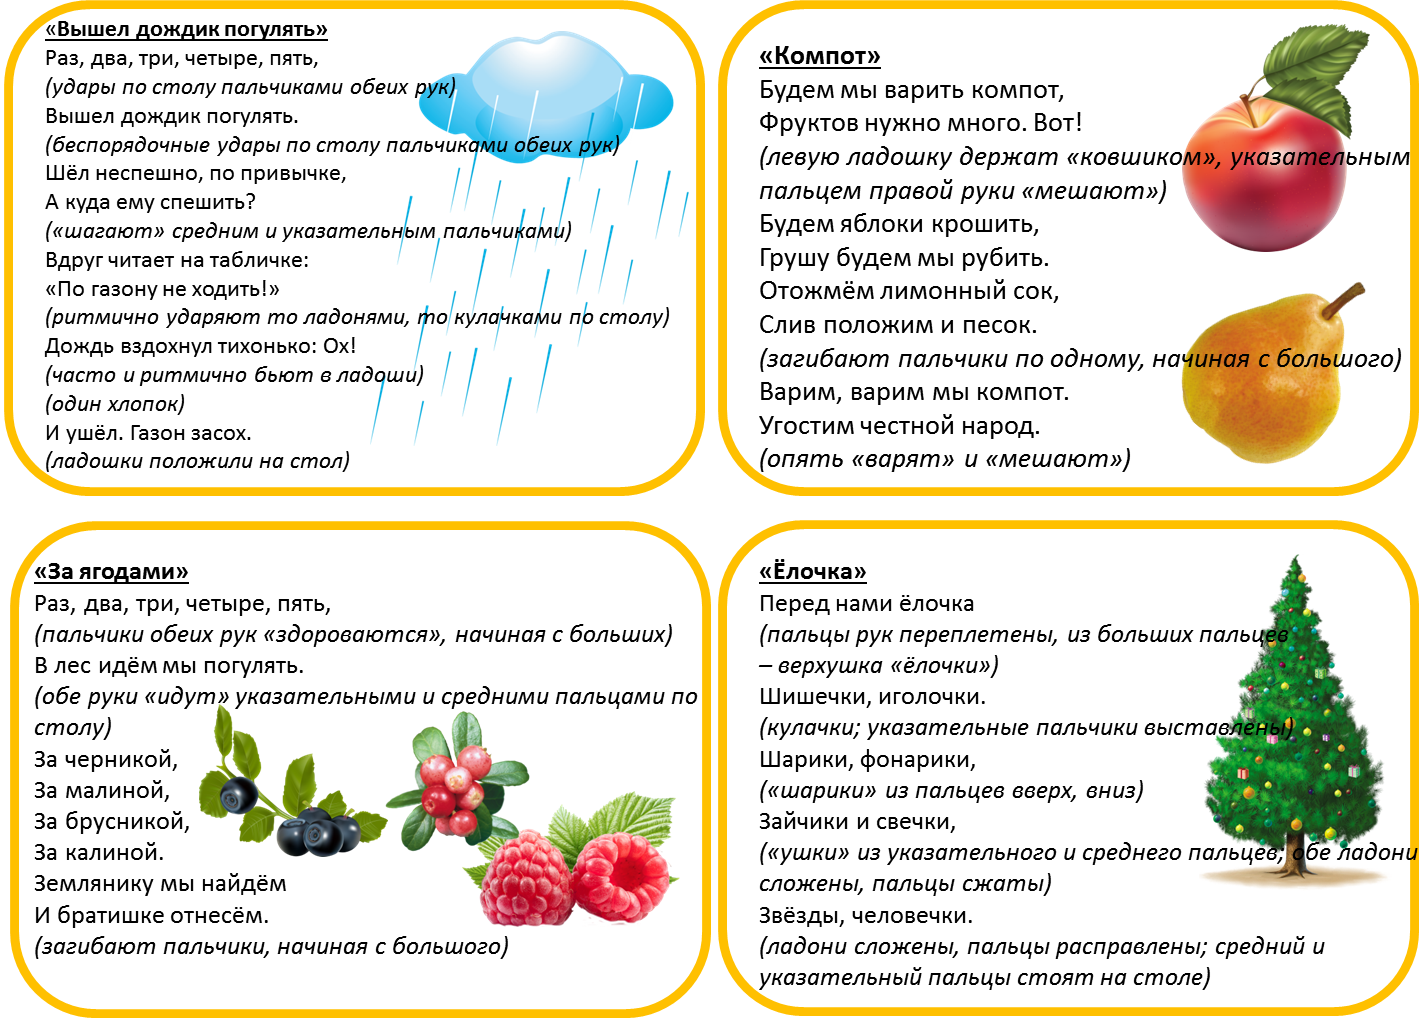 «Вышел дождик погулять»
Раз, два, три, четыре, пять,
(удары по столу пальчиками обеих рук)
Вышел дождик погулять.
(беспорядочные удары по столу пальчиками обеих рук)
Шёл неспешно, по привычке,
А куда ему спешить?
(«шагают» средним и указательным пальчиками)
Вдруг читает на табличке:
«По газону не ходить!»
(ритмично ударяют то ладонями, то кулачками по столу)
Дождь вздохнул тихонько: Ох!
(часто и ритмично бьют в ладоши)
(один хлопок)
И ушёл. Газон засох.
(ладошки положили на стол)
«Компот»
Будем мы варить компот,
Фруктов нужно много. Вот!
(левую ладошку держат «ковшиком», указательным
пальцем правой руки «мешают»)
Будем яблоки крошить,
Грушу будем мы рубить.
Отожмём лимонный сок,
Слив положим и песок.
(загибают пальчики по одному, начиная с большого)
Варим, варим мы компот.
Угостим честной народ.
(опять «варят» и «мешают»)
«За ягодами»
Раз, два, три, четыре, пять,
(пальчики обеих рук «здороваются», начиная с больших)
В лес идём мы погулять.
(обе руки «идут» указательными и средними пальцами по
столу)
За черникой,
За малиной,
За брусникой,
За калиной.
Землянику мы найдём
И братишке отнесём.
(загибают пальчики, начиная с большого)
«Ёлочка»
Перед нами ёлочка
(пальцы рук переплетены, из больших пальцев
– верхушка «ёлочки»)
Шишечки, иголочки.
(кулачки; указательные пальчики выставлены)
Шарики, фонарики,
(«шарики» из пальцев вверх, вниз)
Зайчики и свечки,
(«ушки» из указательного и среднего пальцев; обе ладони
сложены, пальцы сжаты)
Звёзды, человечки.
(ладони сложены, пальцы расправлены; средний и
указательный пальцы стоят на столе)